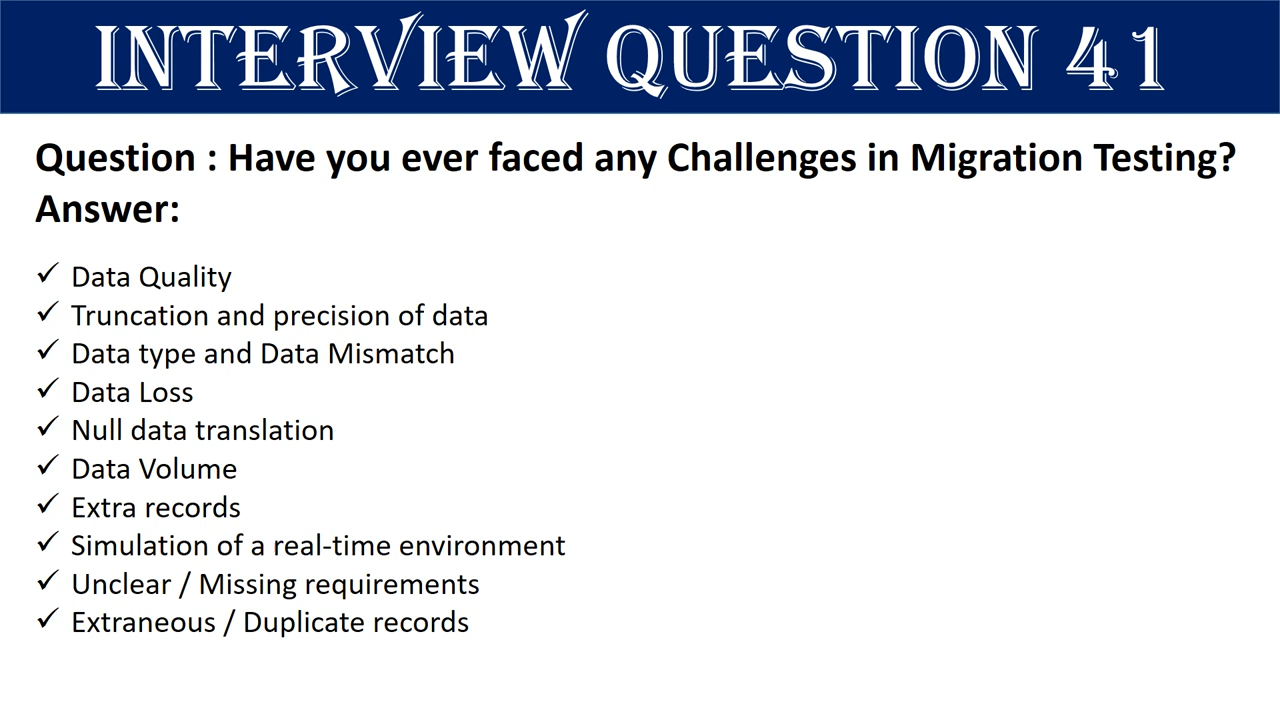 INTERVIEW QUESTION 41
Question : Have you ever faced any Challenges in Migration Testing?
Answer:
✓ Data Quality
✓ Truncation and precision of data
✓ Data type and Data Mismatch
✓ Data Loss
✓ Null data translation
✓ Data Volume
✓ Extra records
✓ Simulation of a real-time environment
✓ Unclear / Missing requirements
✓ Extraneous / Duplicate records